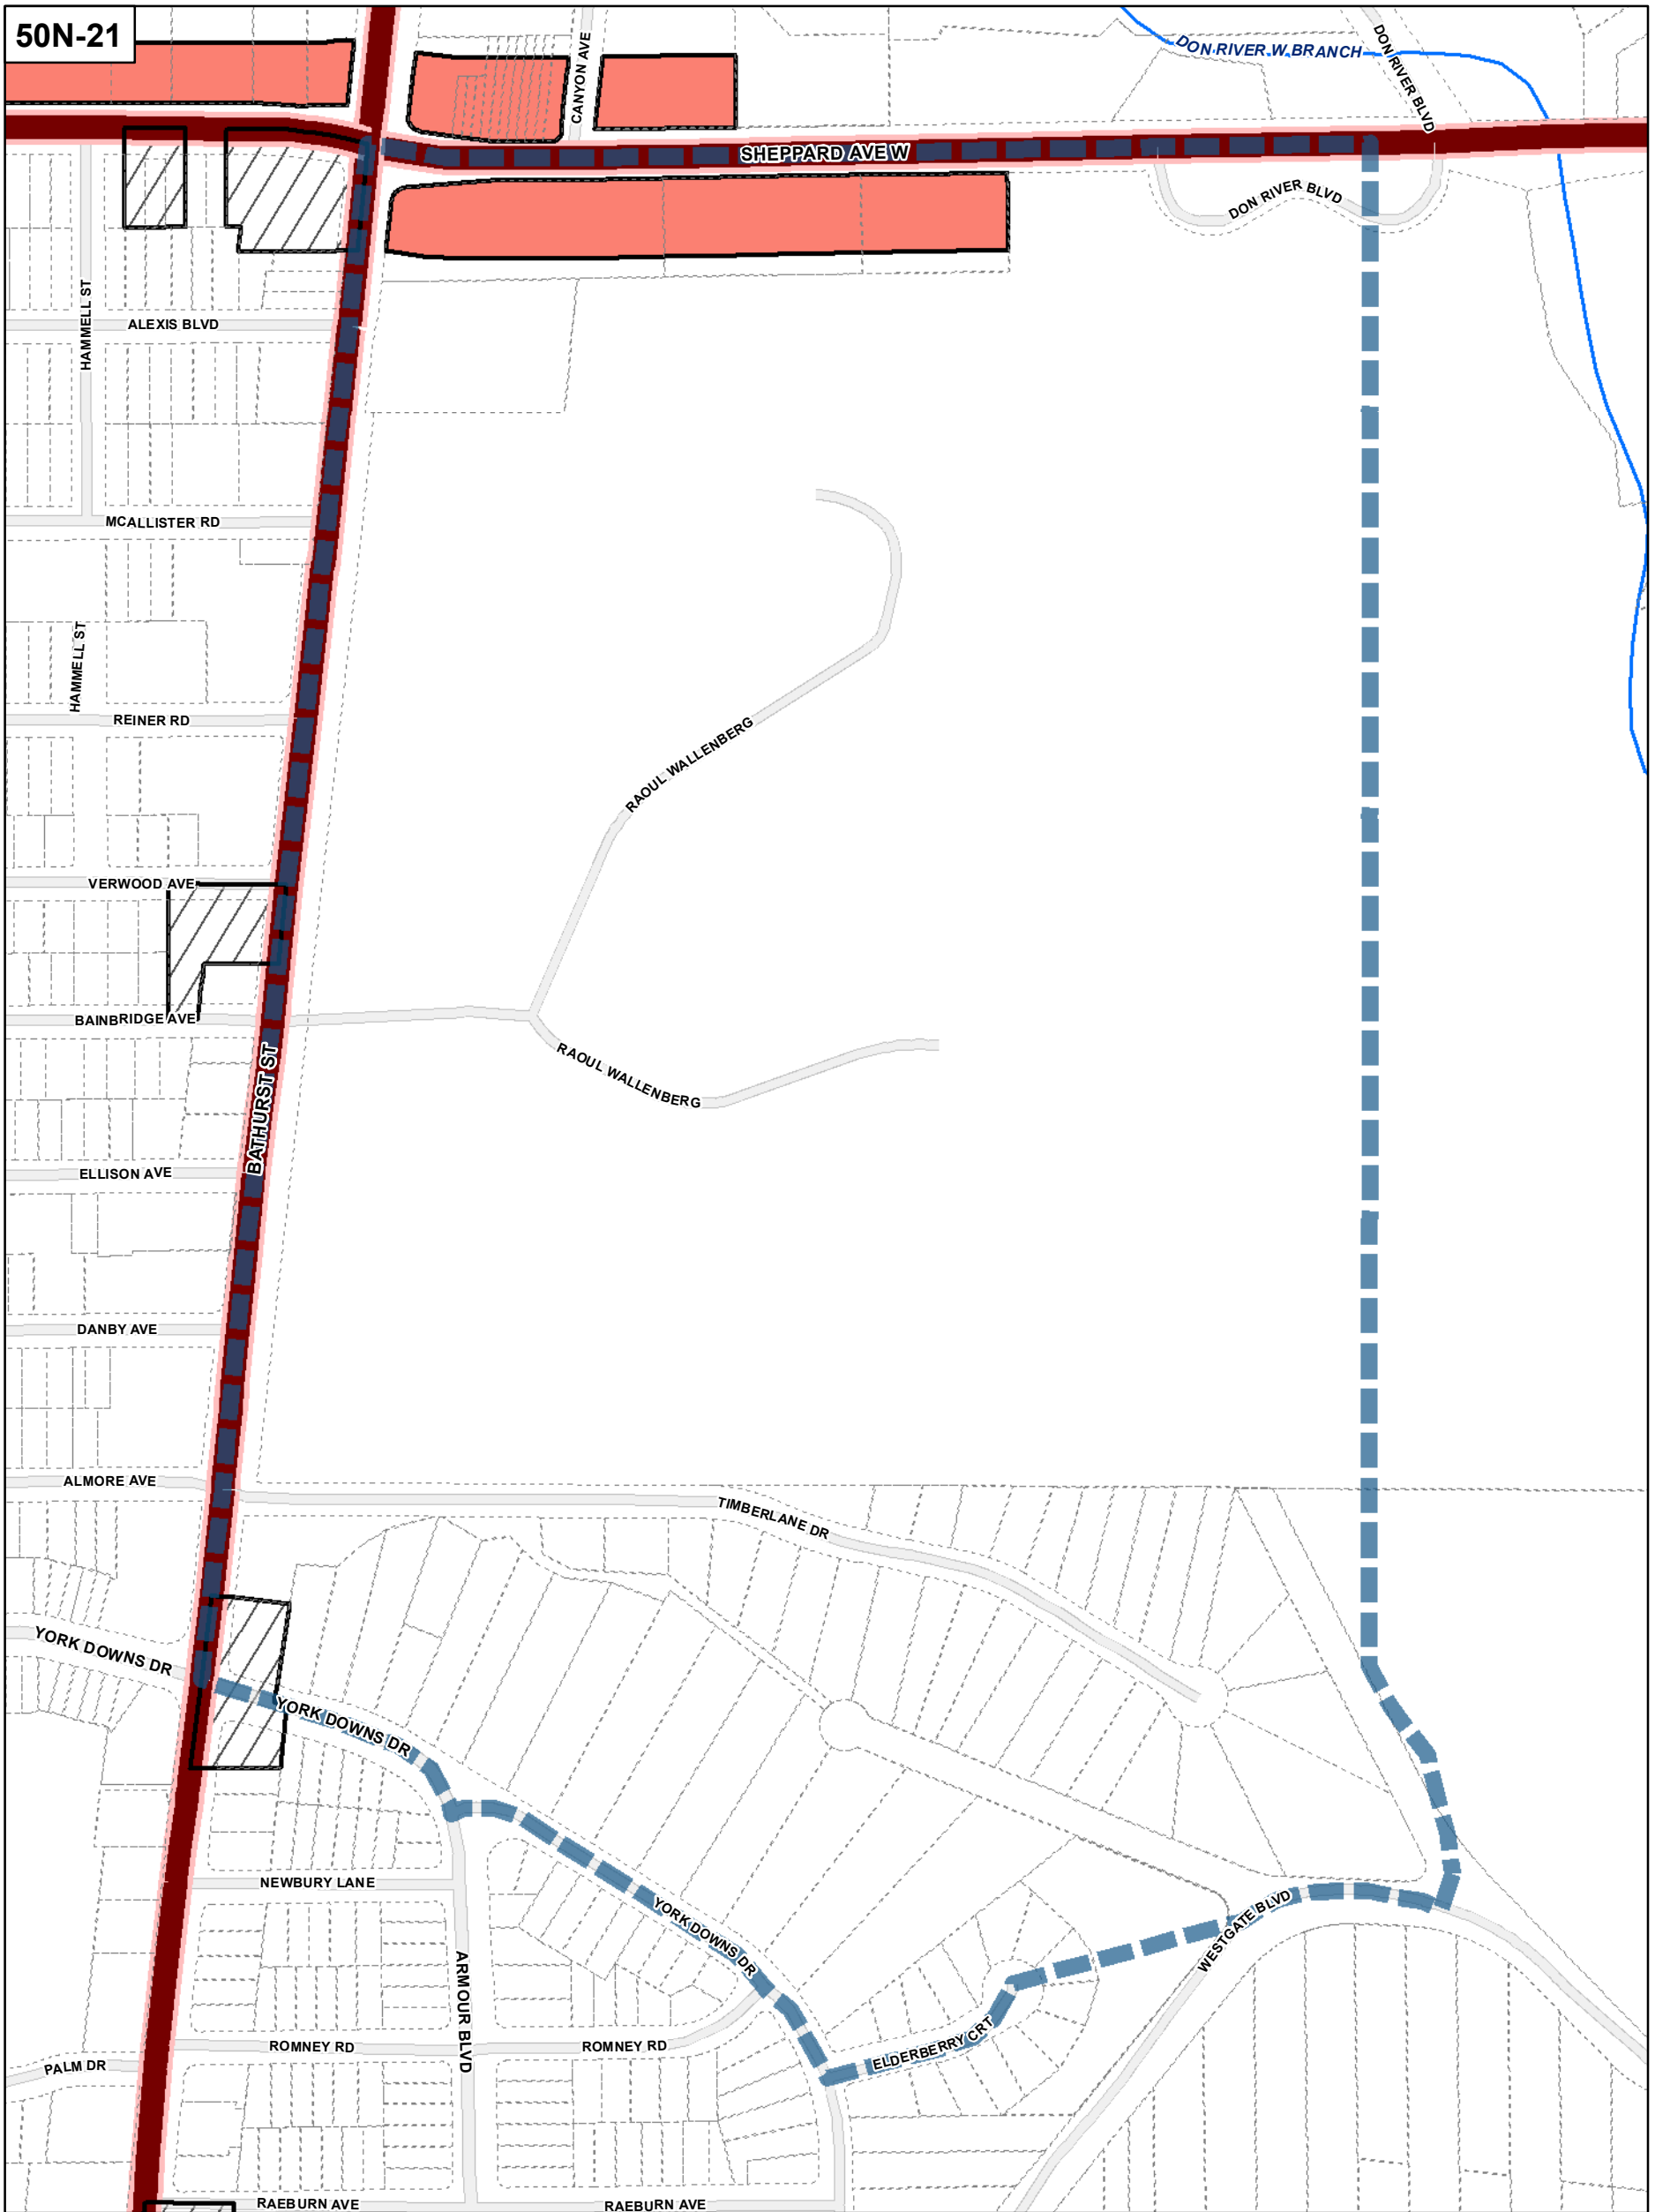 50N-21
CANYON AVE
DON RIVER W BRANCH
DON RIVER BLVD
SHEPPARD AVE W
DON RIVER BLVD
HAMMELL ST
ALEXIS BLVD
MCALLISTER RD
HAMMELL ST
REINER RD
RAOUL WALLENBERG
VERWOOD AVE
BAINBRIDGE AVE
RAOUL WALLENBERG
BATHURST ST
ELLISON AVE
DANBY AVE
ALMORE AVE
TIMBERLANE DR
YORK DOWNS DR
YORK DOWNS DR
NEWBURY LANE
YORK DOWNS DR
WESTGATE BLVD
ARMOUR BLVD
ROMNEY RD
ROMNEY RD
ELDERBERRY CRT
PALM DR
RAEBURN AVE
RAEBURN AVE